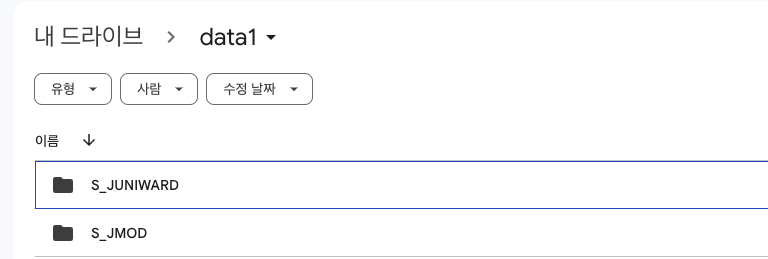 내 드라이브 > data1
유형 사람 수정 날짜
이름
S_JUNIWARD
S_JMOD